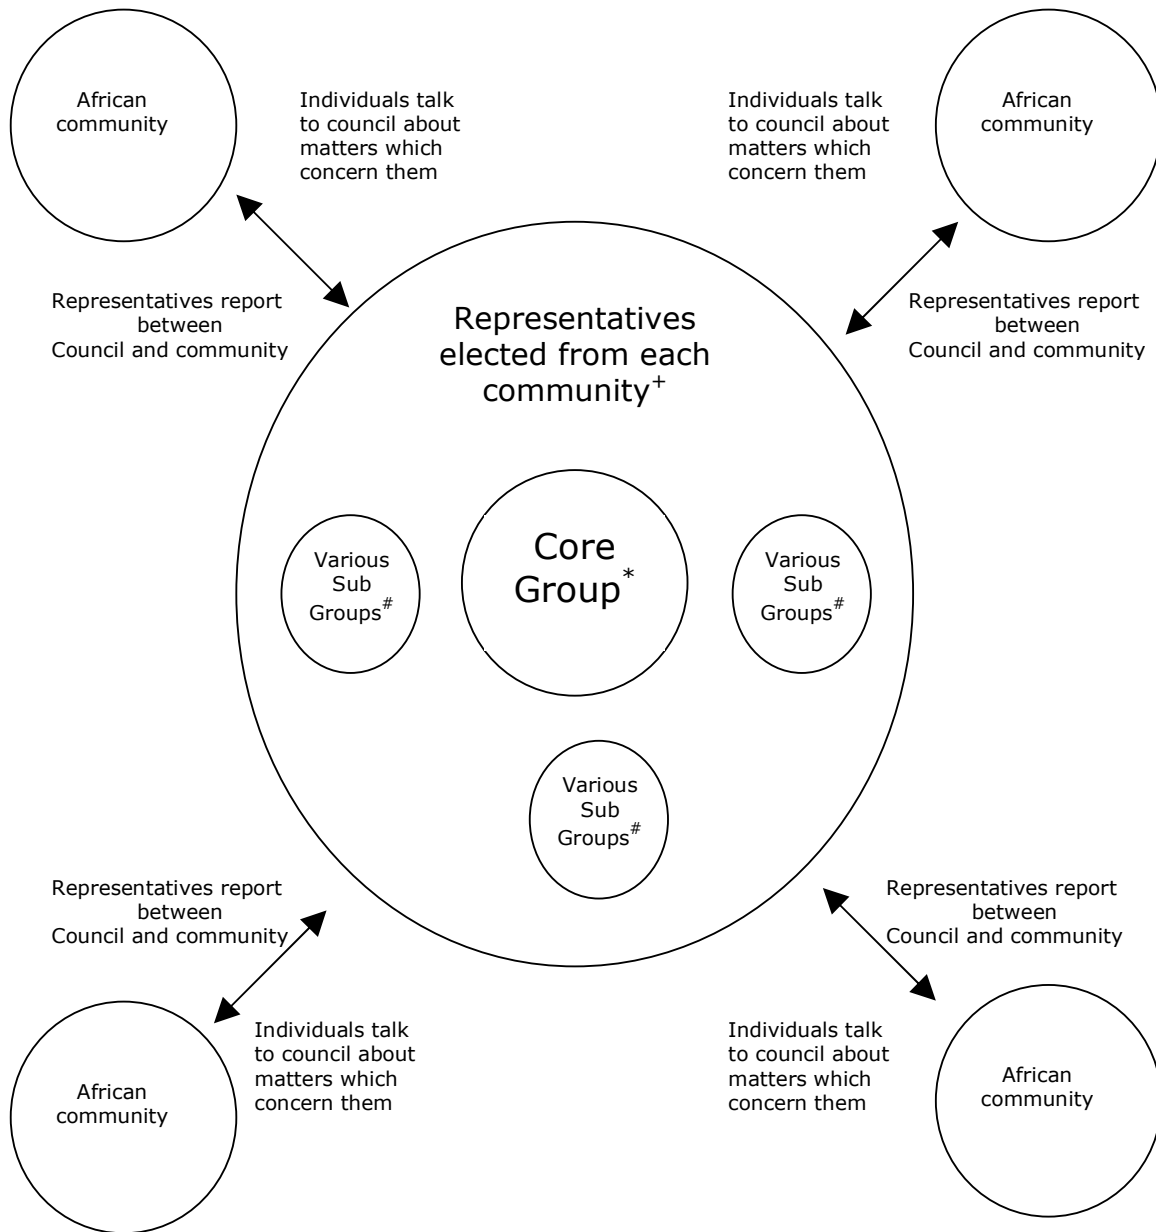 African
community
Individuals talk
to council about
matters which
concern them
Individuals talk
to council about
matters which
concern them
African
community
Representatives report
between
Council and community
Representatives report
between
Council and community
Representatives
elected from each
community+
Core
Group*
Various
Sub
Groups#
Various
Sub
Groups#
Various
Sub
Groups#
Representatives report
between
Council and community
Representatives report
between
Council and community
Individuals talk
to council about
matters which
concern them
Individuals talk
to council about
matters which
concern them
African
community
African
community